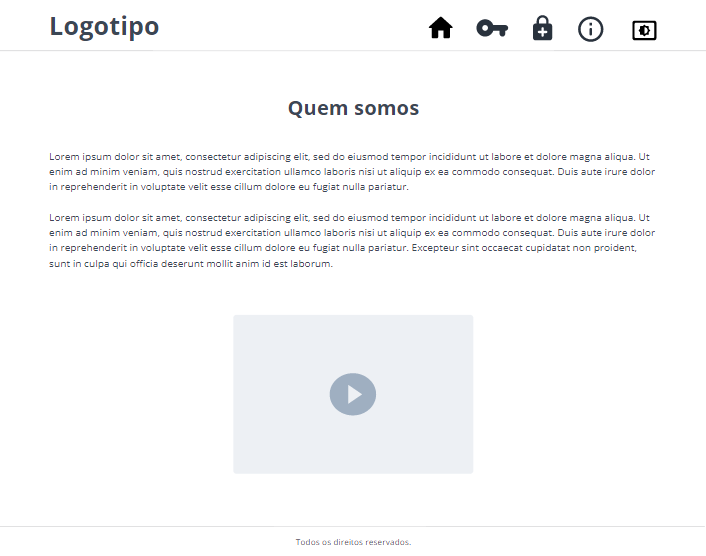 Logotipo
Quem somos
Lorem ipsum dolor sit amet, consectetur adipiscing elit, sed do eiusmod tempor incididunt ut labore et dolore magna aliqua. Ut
enim ad minim veniam, quis nostrud exercitation ullamco laboris nisi ut aliquip ex ea commodo consequat. Duis aute irure dolor
in reprehenderit in voluptate velit esse cillum dolore eu fugiat nulla pariatur.
Lorem ipsum dolor sit amet, consectetur adipiscing elit, sed do eiusmod tempor incididunt ut labore et dolore magna aliqua. Ut
enim ad minim veniam, quis nostrud exercitation ullamco laboris nisi ut aliquip ex ea commodo consequat. Duis aute irure dolor
in reprehenderit in voluptate velit esse cillum dolore eu fugiat nulla pariatur. Excepteur sint occaecat cupidatat non proident,
sunt in culpa qui officia deserunt mollit anim id est laborum.
Todos os direitos reservados.